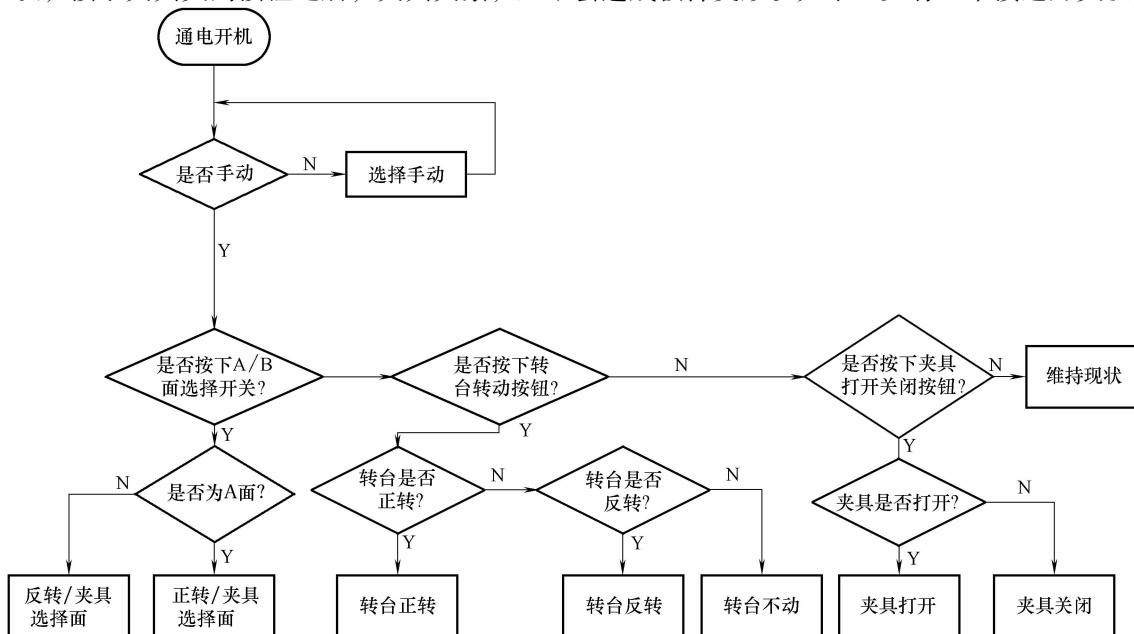 通电开机
是否手动
N
选择手动
Y
是否按下A/B
面选择开关?
是否按下转
台转动按钮?
N
是否按下夹具
打开关闭按钮?
N
维持现状
Y
Y
Y
N
是否为A面?
转台是否
正转?
N
转台是否
反转?
N
夹具是否打开?
N
Y
Y
Y
Y
反转/夹具
选择面
正转/夹具
选择面
转台正转
转台反转
转台不动
夹具打开
夹具关闭